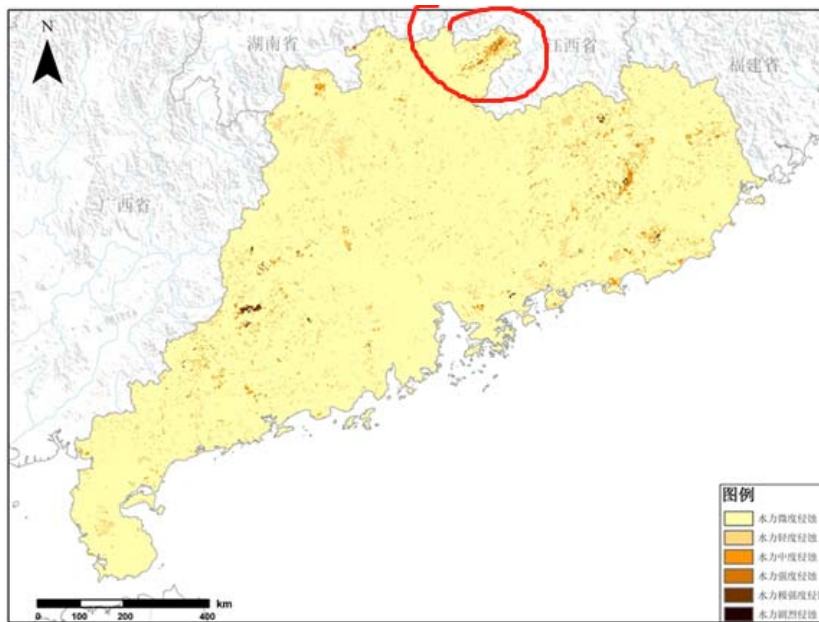 N
湖南省
江西省
福建省
广西省
图例
水力微度侵蚀
水力轻度侵蚀
水力中度侵蚀
水力强度侵蚀
水力极强度侵
水力剧烈侵蚀
km
0 100 200 400